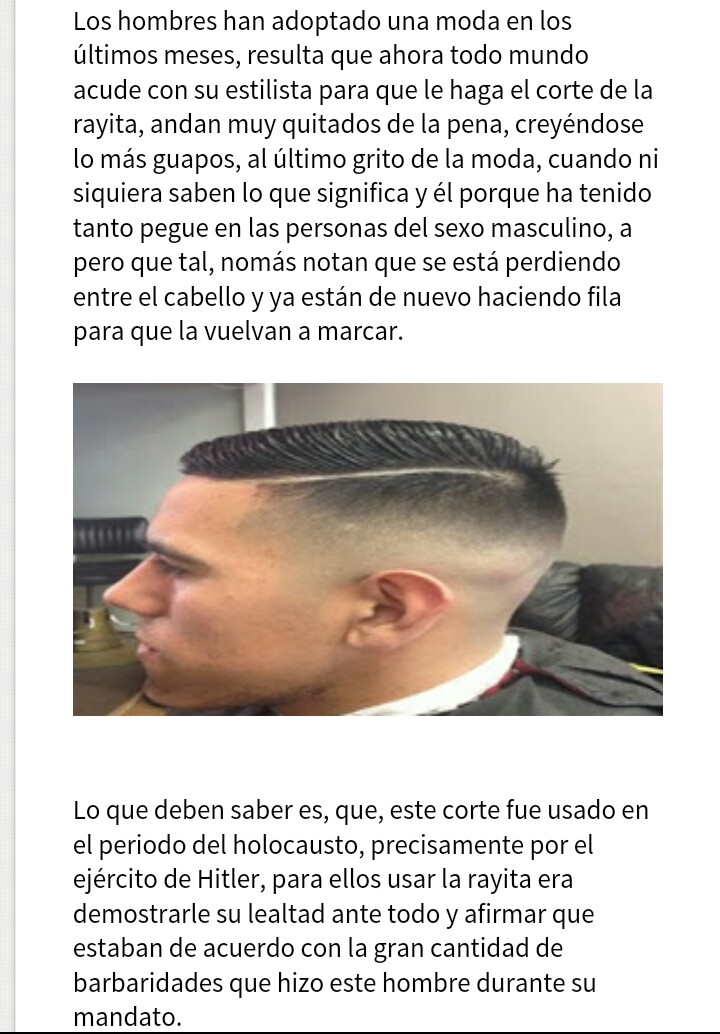 Los hombres han adoptado una moda en los
últimos meses, resulta que ahora todo mundo
acude con su estilista para que le haga el corte de la
rayita, andan muy quitados de la pena, creyéndose
lo más guapos, al último grito de la moda, cuando ni
siquiera saben lo que significa y él porque ha tenido
tanto pegue en las personas del sexo masculino, a
pero que tal, nomás notan que se está perdiendo
entre el cabello y ya están de nuevo haciendo fila
para que la vuelvan a marcar.
Lo que deben saber es, que, este corte fue usado en
el periodo del holocausto, precisamente por el
ejército de Hitler, para ellos usar la rayita era
demostrarle su lealtad ante todo y afirmar que
estaban de acuerdo con la gran cantidad de
barbaridades que hizo este hombre durante su
mandato.